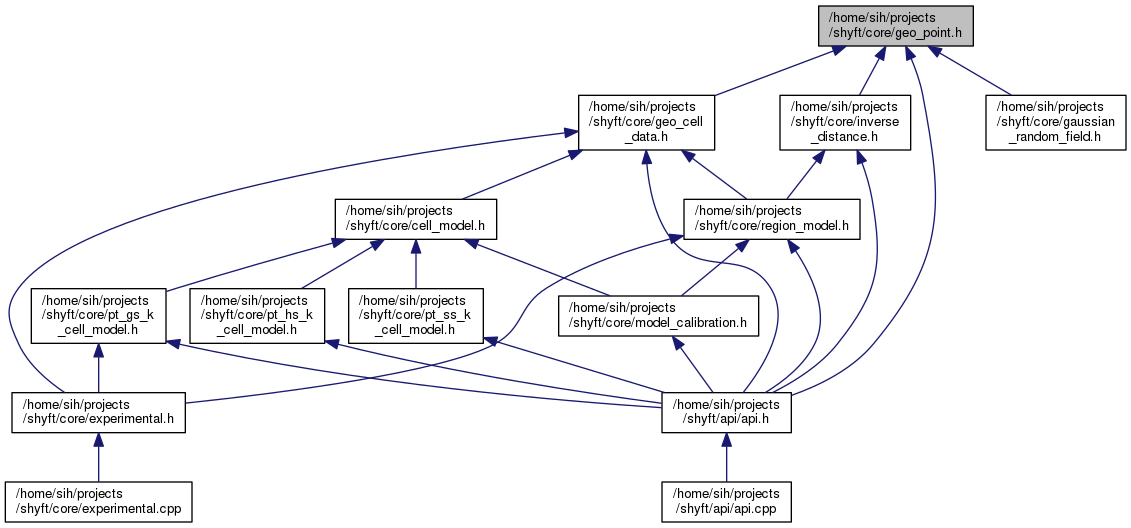 /home/sih/projects
/shyft/core/geo_point.h
/home/sih/projects
/shyft/core/geo_cell
_data.h
/home/sih/projects
/shyft/core/inverse
_distance.h
/home/sih/projects
/shyft/core/gaussian
_random_field.h
/home/sih/projects
/shyft/core/cell_model.h
/home/sih/projects
/shyft/core/region_model.h
/home/sih/projects
/shyft/core/pt_gs_k
_cell_model.h
/home/sih/projects
/shyft/core/pt_hs_k
_cell_model.h
/home/sih/projects
/shyft/core/pt_ss_k
_cell_model.h
/home/sih/projects
/shyft/core/model_calibration.h
/home/sih/projects
/shyft/core/experimental.h
/home/sih/projects
/shyft/api/api.h
/home/sih/projects
/shyft/core/experimental.cpp
/home/sih/projects
/shyft/api/api.cpp